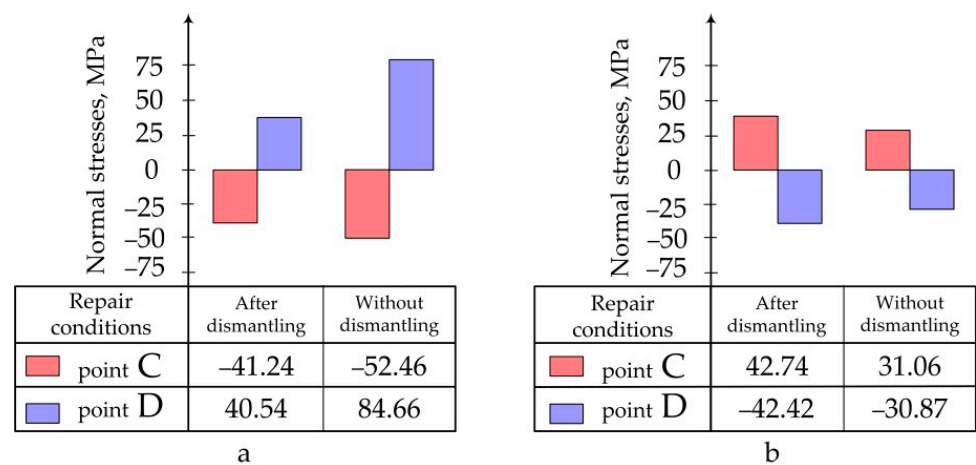 Normal stresses, MPa
75
50
25
0
–25
–50
–75
Repair conditions After dismantling Without dismantling
point C –41.24 –52.46
point D 40.54 84.66
a
Normal stresses, MPa
75
50
25
0
–25
–50
–75
Repair conditions After dismantling Without dismantling
point C 42.74 31.06
point D –42.42 –30.87
b